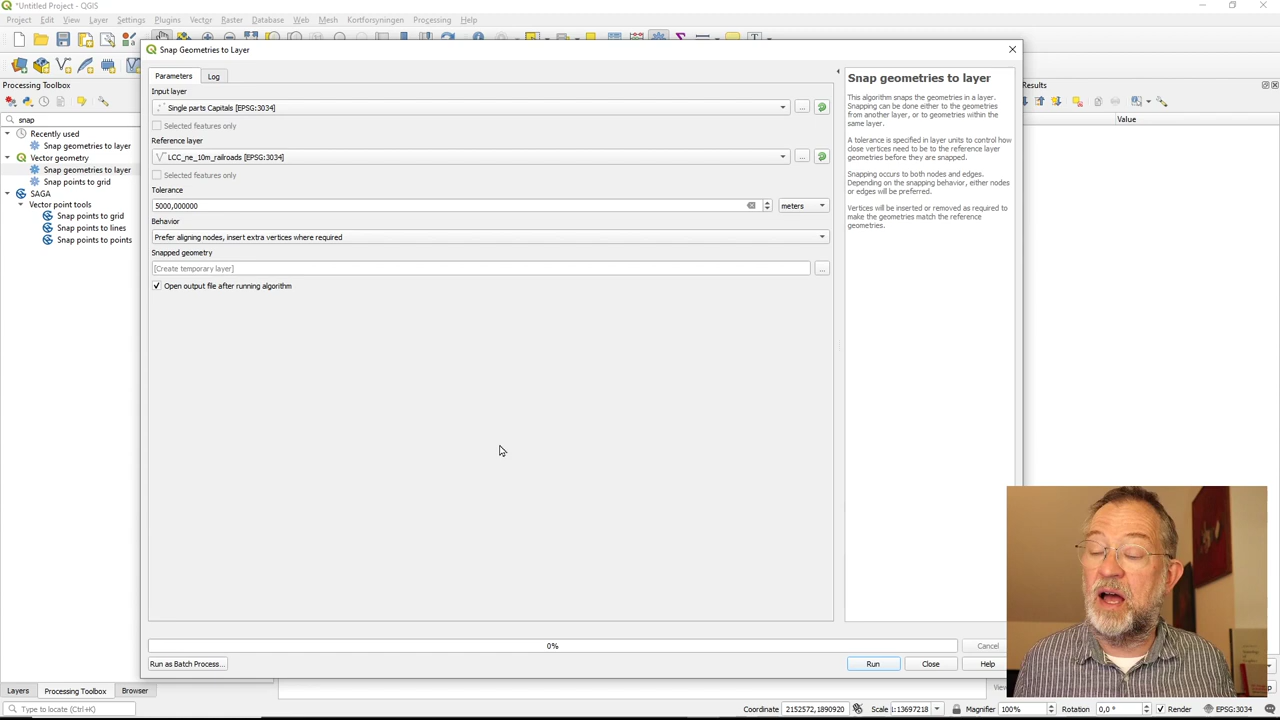 *Untitled Project — QGIS
Project Edit View Layer Settings Plugins Vector Raster Database Web Mesh Kortforsyningen Processing Help
Processing Toolbox
snap
Recently used
Snap geometries to layer
Vector geometry
Snap geometries to layer
Snap points to grid
SAGA
Vector point tools
Snap points to grid
Snap points to lines
Snap points to points
Layers Processing Toolbox Browser
Snap Geometries to Layer
Parameters Log
Input layer
Single parts Capitals [EPSG:3034]
...
Selected features only
Reference layer
LCC_ne_10m_railroads [EPSG:3034]
...
Selected features only
Tolerance
5000,000000
meters
Behavior
Prefer aligning nodes, insert extra vertices where required
Snapped geometry
[Create temporary layer]
...
Open output file after running algorithm
0%
Cancel
Run as Batch Process...
Run
Close
Help
Snap geometries to layer
This algorithm snaps the geometries in a layer.
Snapping can be done either to the geometries
from another layer, or to geometries within the
same layer.
A tolerance is specified in layer units to control how
close vertices need to be to the reference layer
geometries before they are snapped.
Snapping occurs to both nodes and edges.
Depending on the snapping behavior, either nodes
or edges will be preferred.
Vertices will be inserted or removed as required to
make the geometries match the reference
geometries.
Results
Value
Type to locate (Ctrl+K)
Coordinate 2152572,1890920 Scale 1:13697218 Magnifier 100% Rotation 0,0 ° Render EPSG:3034